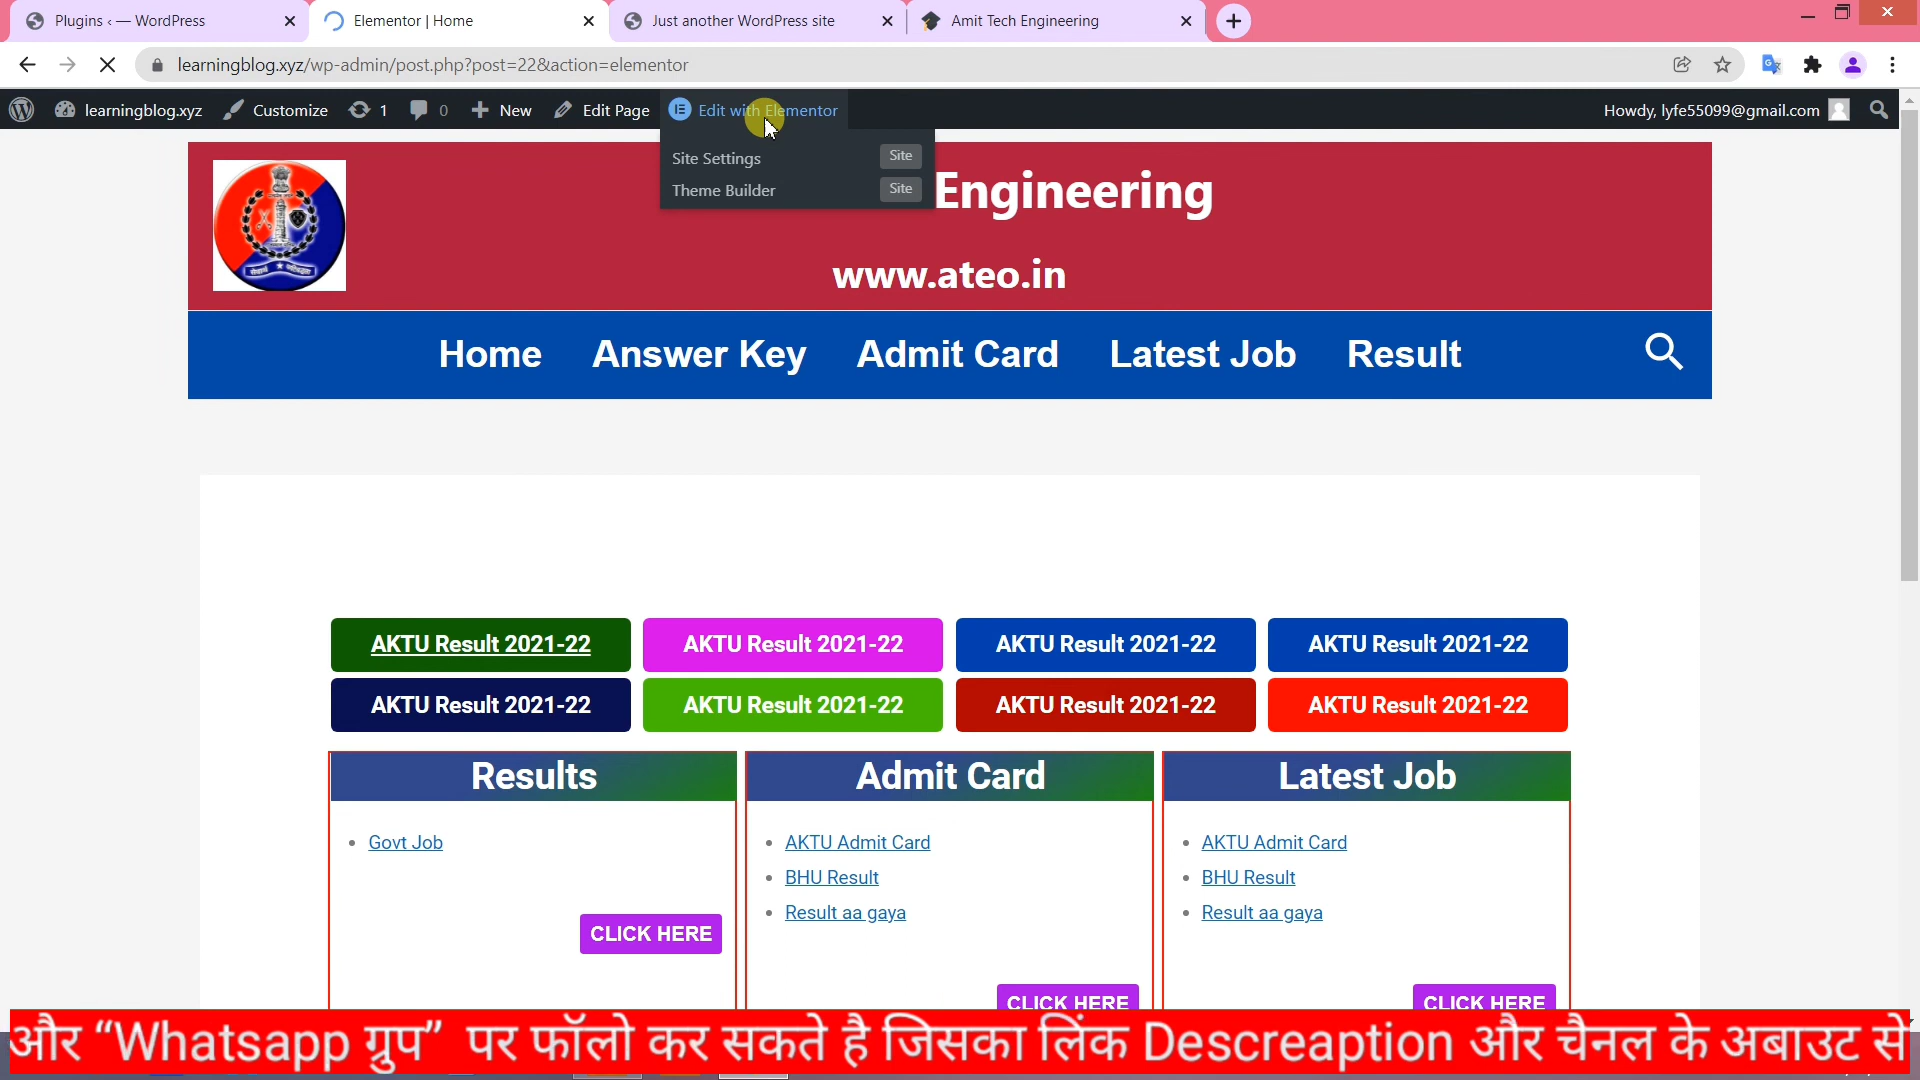 Plugins ‹ — WordPress
Elementor | Home
Just another WordPress site
Amit Tech Engineering
learningblog.xyz/wp-admin/post.php?post=22&action=elementor
learningblog.xyz
Customize
1
0
New
Edit Page
Edit with Elementor
Howdy, lyfe55099@gmail.com
Site Settings
Site
Theme Builder
Site
Engineering
www.ateo.in
Home
Answer Key
Admit Card
Latest Job
Result
AKTU Result 2021-22
AKTU Result 2021-22
AKTU Result 2021-22
AKTU Result 2021-22
AKTU Result 2021-22
AKTU Result 2021-22
AKTU Result 2021-22
AKTU Result 2021-22
Results
Govt Job
CLICK HERE
Admit Card
AKTU Admit Card
BHU Result
Result aa gaya
CLICK HERE
Latest Job
AKTU Admit Card
BHU Result
Result aa gaya
CLICK HERE
और “Whatsapp ग्रुप” पर फॉलो कर सकते है जिसका लिंक Descreaption और चैनल के अबाउट से